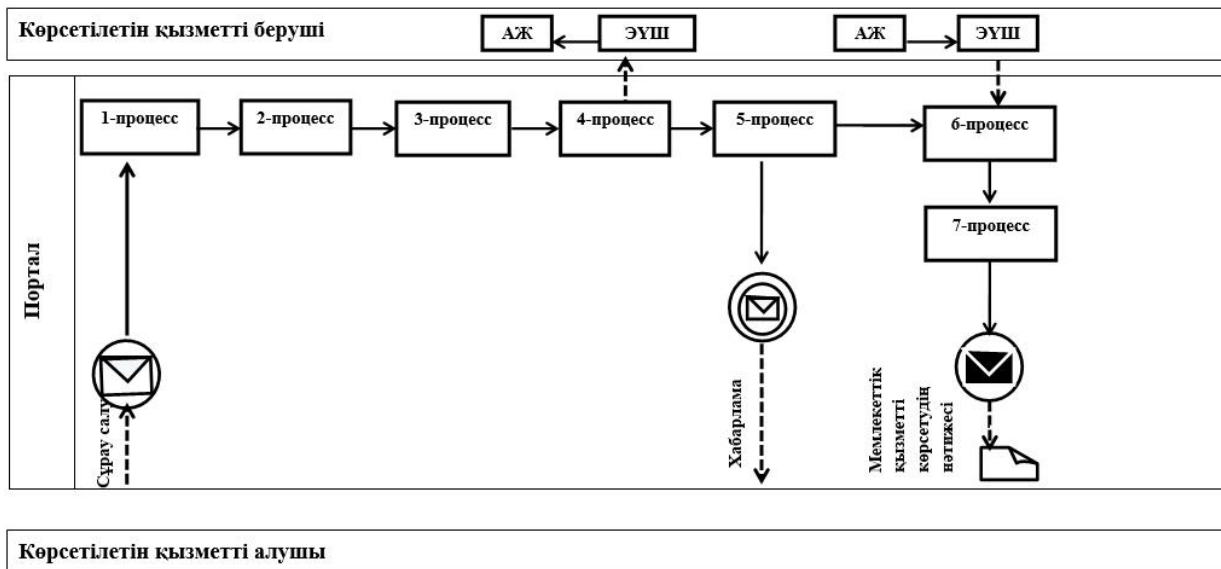 Көрсетілетін қызметті беруші
АЖ
ЭҮШ
АЖ
ЭҮШ
Портал
1-процесс
2-процесс
3-процесс
4-процесс
5-процесс
6-процесс
7-процесс
Сұрау салу
Хабарлама
Мемлекеттік
қызметті
көрсетудің
нәтижесі
Көрсетілетін қызметті алушы